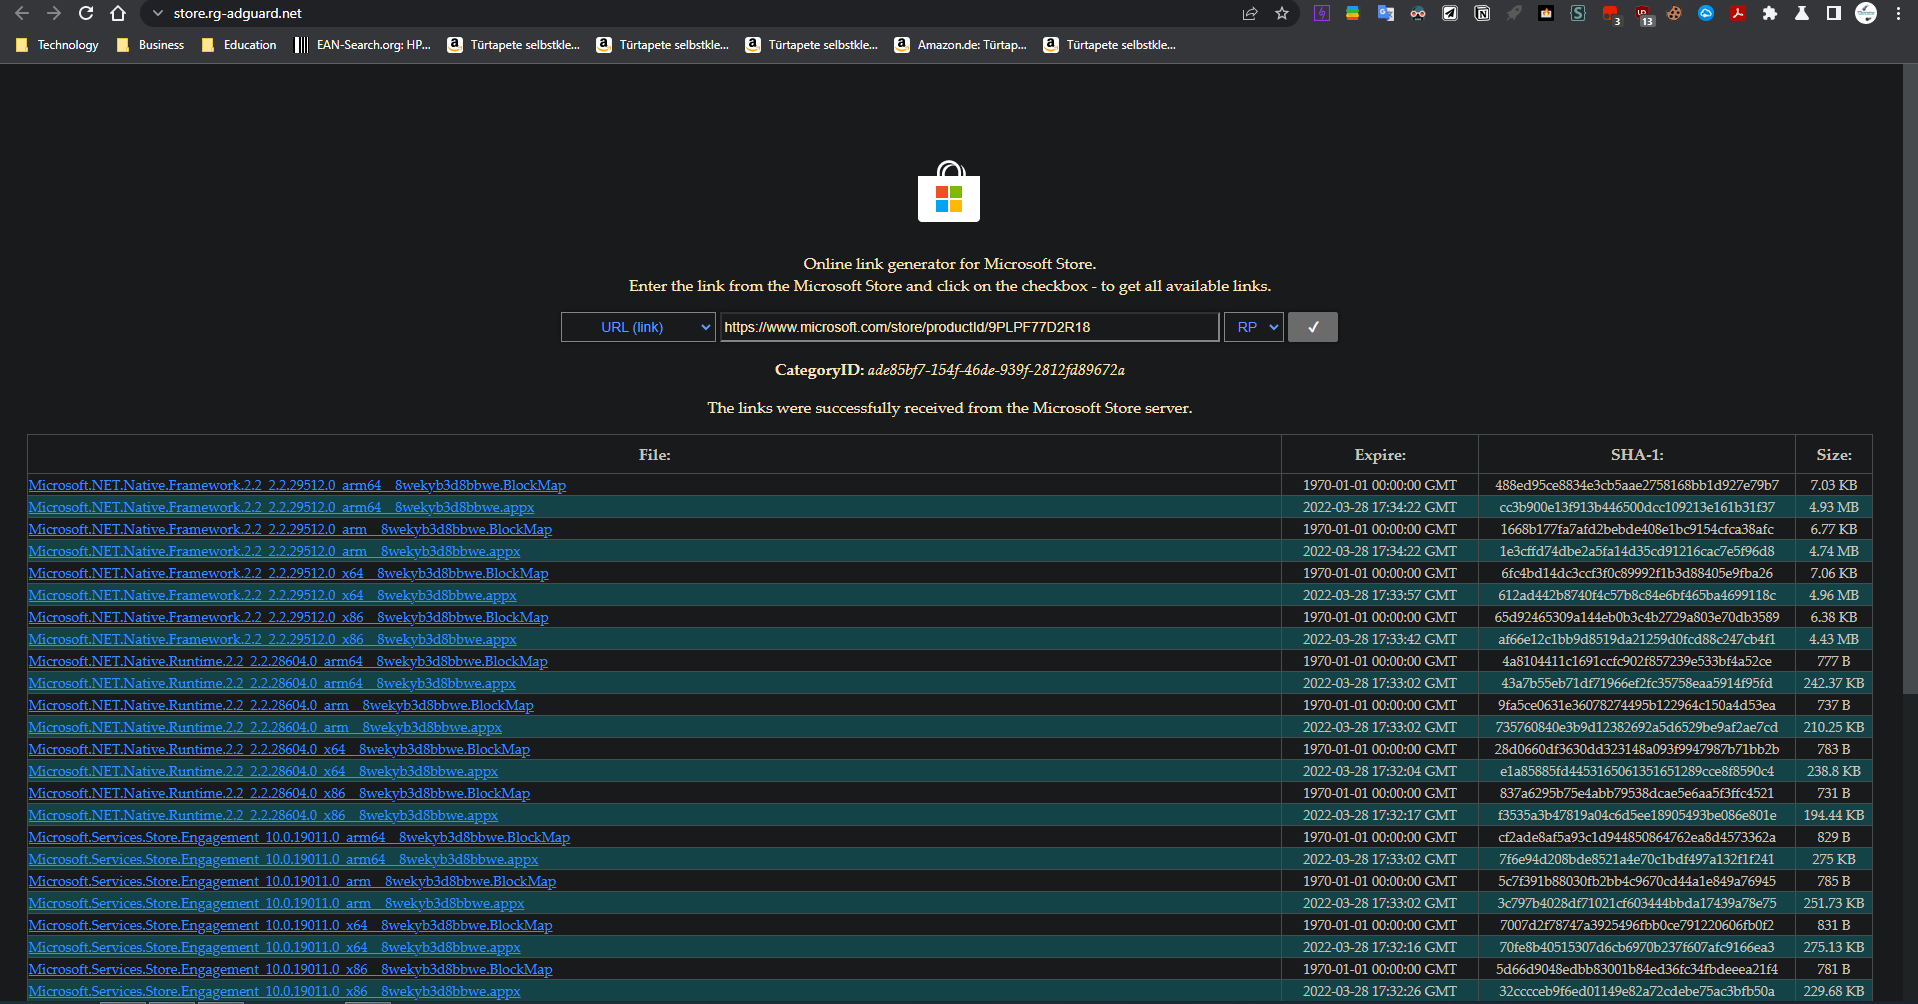 store.rg-adguard.net
3
13
Technology
Business
Education
EAN-Search.org: HP...
Türtapete selbstkle...
Türtapete selbstkle...
Türtapete selbstkle...
Amazon.de: Türtap...
Türtapete selbstkle...
Online link generator for Microsoft Store.
Enter the link from the Microsoft Store and click on the checkbox - to get all available links.
URL (link) https://www.microsoft.com/store/productId/9PLPF77D2R18 RP ✓
CategoryID: ade85bf7-154f-46de-939f-2812fd89672a
The links were successfully received from the Microsoft Store server.
File: Expire: SHA-1: Size:
Microsoft.NET.Native.Framework.2.2_2.2.29512.0_arm64__8wekyb3d8bbwe.BlockMap 1970-01-01 00:00:00 GMT 488ed95ce8834e3cb5aae2758168bb1d927e79b7 7.03 KB
Microsoft.NET.Native.Framework.2.2_2.2.29512.0_arm64__8wekyb3d8bbwe.appx 2022-03-28 17:34:22 GMT cc3b900e13f913b446500dcc109213e161b31f37 4.93 MB
Microsoft.NET.Native.Framework.2.2_2.2.29512.0_arm__8wekyb3d8bbwe.BlockMap 1970-01-01 00:00:00 GMT 1668b177fa7afd2bebde408e1bc9154cfca38afc 6.77 KB
Microsoft.NET.Native.Framework.2.2_2.2.29512.0_arm__8wekyb3d8bbwe.appx 2022-03-28 17:34:22 GMT 1e3cffd74dbe2a5fa14d35cd91216cac7e5f96d8 4.74 MB
Microsoft.NET.Native.Framework.2.2_2.2.29512.0_x64__8wekyb3d8bbwe.BlockMap 1970-01-01 00:00:00 GMT 6fc4bd14dc3ccf3f0c89992f1b3d88405e9fba26 7.06 KB
Microsoft.NET.Native.Framework.2.2_2.2.29512.0_x64__8wekyb3d8bbwe.appx 2022-03-28 17:33:57 GMT 612ad442b8740f4c57b8c84e6bf465ba4699118c 4.96 MB
Microsoft.NET.Native.Framework.2.2_2.2.29512.0_x86__8wekyb3d8bbwe.BlockMap 1970-01-01 00:00:00 GMT 65d92465309a144eb0b3c4b2729a803e70db3589 6.38 KB
Microsoft.NET.Native.Framework.2.2_2.2.29512.0_x86__8wekyb3d8bbwe.appx 2022-03-28 17:33:42 GMT af66e12c1bb9d8519da21259d0fcd88c247cb4f1 4.43 MB
Microsoft.NET.Native.Runtime.2.2_2.2.28604.0_arm64__8wekyb3d8bbwe.BlockMap 1970-01-01 00:00:00 GMT 4a8104411c1691ccfc902f857239e533bf4a52ce 777 B
Microsoft.NET.Native.Runtime.2.2_2.2.28604.0_arm64__8wekyb3d8bbwe.appx 2022-03-28 17:33:02 GMT 43a7b55eb71df71966ef2fc35758eaa5914f95fd 242.37 KB
Microsoft.NET.Native.Runtime.2.2_2.2.28604.0_arm__8wekyb3d8bbwe.BlockMap 1970-01-01 00:00:00 GMT 9fa5ce0631e36078274495b122964c150a4d53ea 737 B
Microsoft.NET.Native.Runtime.2.2_2.2.28604.0_arm__8wekyb3d8bbwe.appx 2022-03-28 17:33:02 GMT 735760840e3b9d12382692a5d6529be9af2ae7cd 210.25 KB
Microsoft.NET.Native.Runtime.2.2_2.2.28604.0_x64__8wekyb3d8bbwe.BlockMap 1970-01-01 00:00:00 GMT 28d0660df3630dd323148a093f9947987b71bb2b 783 B
Microsoft.NET.Native.Runtime.2.2_2.2.28604.0_x64__8wekyb3d8bbwe.appx 2022-03-28 17:32:04 GMT e1a85885fd4453165061351651289cce8f8590c4 238.8 KB
Microsoft.NET.Native.Runtime.2.2_2.2.28604.0_x86__8wekyb3d8bbwe.BlockMap 1970-01-01 00:00:00 GMT 837a6295b75e4abb79538dcae5e6aa5f3ffc4521 731 B
Microsoft.NET.Native.Runtime.2.2_2.2.28604.0_x86__8wekyb3d8bbwe.appx 2022-03-28 17:32:17 GMT f3535a3b47819a04c6d5ee18905493be086e801e 194.44 KB
Microsoft.Services.Store.Engagement_10.0.19011.0_arm64__8wekyb3d8bbwe.BlockMap 1970-01-01 00:00:00 GMT cf2ade8af5a93c1d944850864762ea8d4573362a 829 B
Microsoft.Services.Store.Engagement_10.0.19011.0_arm64__8wekyb3d8bbwe.appx 2022-03-28 17:33:02 GMT 7f6e94d208bde8521a4e70c1bdf497a132f1f241 275 KB
Microsoft.Services.Store.Engagement_10.0.19011.0_arm__8wekyb3d8bbwe.BlockMap 1970-01-01 00:00:00 GMT 5c7f391b88030fb2bb4c9670cd44a1e849a76945 785 B
Microsoft.Services.Store.Engagement_10.0.19011.0_arm__8wekyb3d8bbwe.appx 2022-03-28 17:33:02 GMT 3c797b4028df71021cf603444bbda17439a78e75 251.73 KB
Microsoft.Services.Store.Engagement_10.0.19011.0_x64__8wekyb3d8bbwe.BlockMap 1970-01-01 00:00:00 GMT 7007d2f78747a3925496fbb0ce791220606fb0f2 831 B
Microsoft.Services.Store.Engagement_10.0.19011.0_x64__8wekyb3d8bbwe.appx 2022-03-28 17:32:16 GMT 70fe8b40515307d6cb6970b237f607afc9166ea3 275.13 KB
Microsoft.Services.Store.Engagement_10.0.19011.0_x86__8wekyb3d8bbwe.BlockMap 1970-01-01 00:00:00 GMT 5d66d9048edbb83001b84ed36fc34fbdeeea21f4 781 B
Microsoft.Services.Store.Engagement_10.0.19011.0_x86__8wekyb3d8bbwe.appx 2022-03-28 17:32:26 GMT 32cccceb9f6ed01149e82a72cdebe75ac3bfb50a 229.68 KB